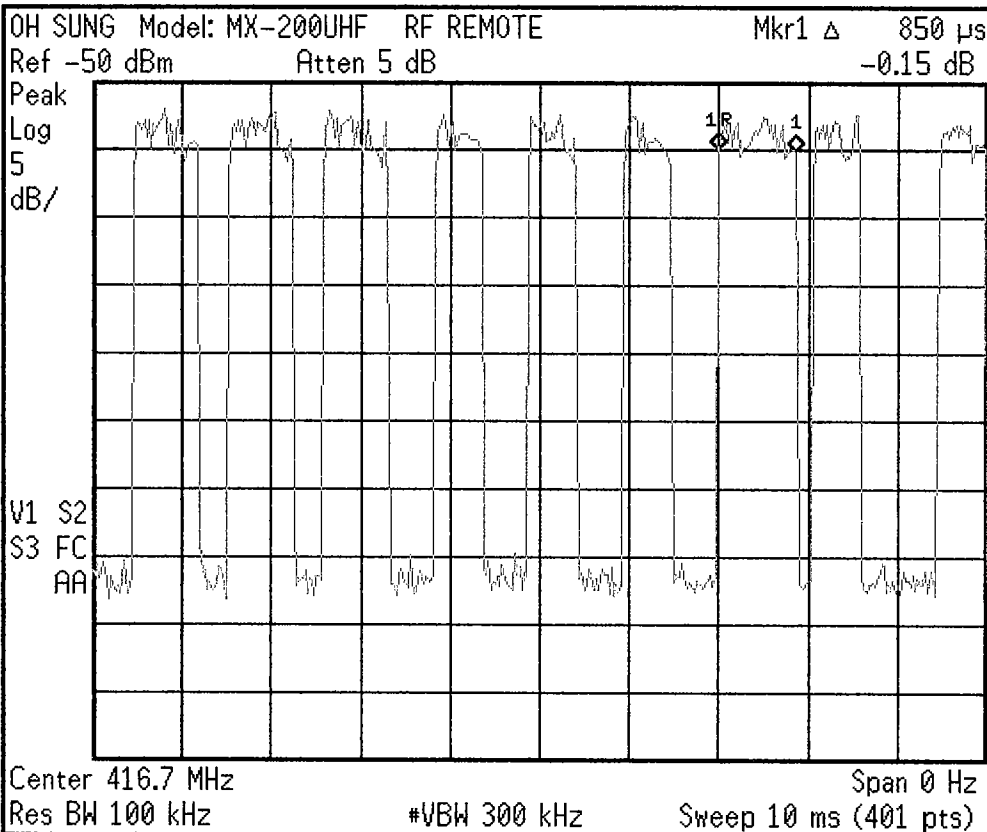 OH SUNG Model: MX-200UHF RF REMOTE Mkr1 Δ 850 µs
Ref -50 dBm Atten 5 dB -0.15 dB
Peak
Log
5
dB/
1R 1
V1 S2
S3 FC
AA
Center 416.7 MHz Span 0 Hz
Res BW 100 kHz #VBW 300 kHz Sweep 10 ms (401 pts)